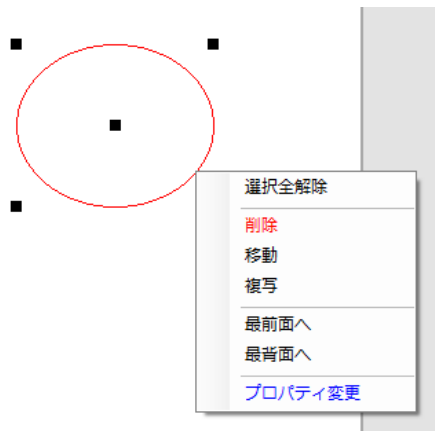 選択全解除
削除
移動
複写
最前面へ
最背面へ
プロパティ変更